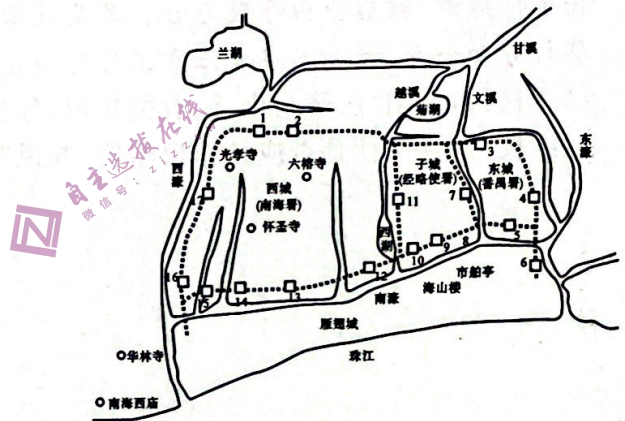 兰湖
甘溪
越溪
菊湖
文溪
东濠
1
2
3
光孝寺
六榕寺
子城
(经略使署)
东城
(番禺署)
西濠
西城
(南海署)
17
11
7
4
怀圣寺
西湖
10
9
8
5
市舶亭
6
16
15
14
13
12
南濠
海山楼
雁翅城
珠江
华林寺
南海西庙
自主选拔在线
微信号:zizz